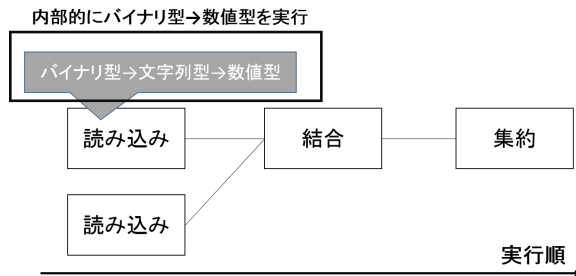 内部的にバイナリ型→数値型を実行
バイナリ型→文字列型→数値型
読み込み
結合
集約
読み込み
実行順